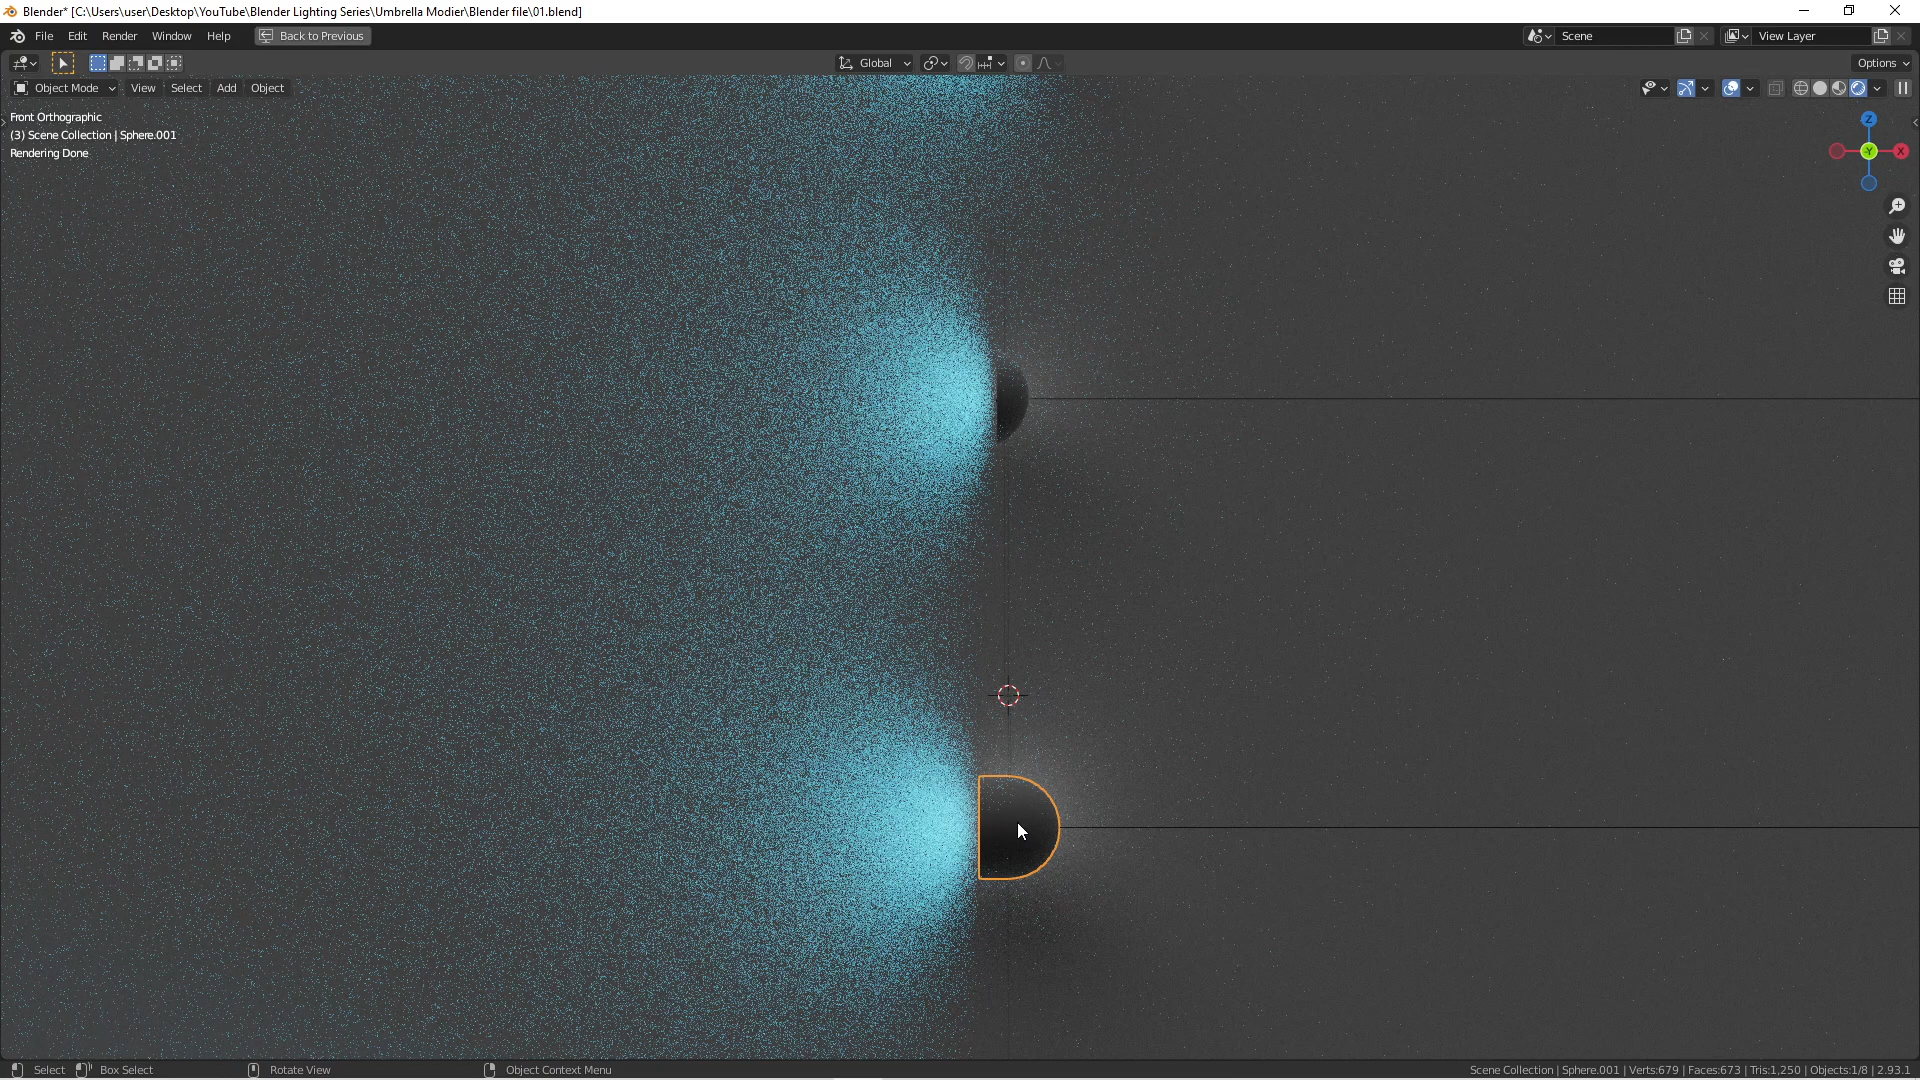 Blender* [C:\Users\user\Desktop\YouTube\Blender Lighting Series\Umbrella Modier\Blender file\01.blend]
File Edit Render Window Help Back to Previous Scene View Layer
Global Options
Object Mode View Select Add Object
Front Orthographic
(3) Scene Collection | Sphere.001
Rendering Done
Z
Y X
Select Box Select Rotate View Object Context Menu Scene Collection | Sphere.001 | Verts:679 | Faces:673 | Tris:1,250 | Objects:1/8 | 2.93.1